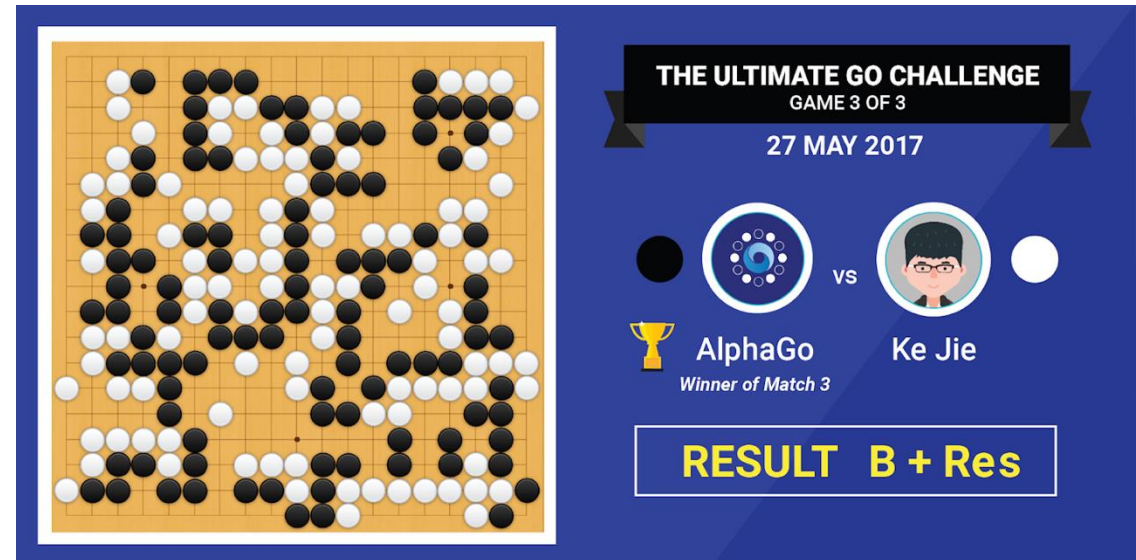 THE ULTIMATE GO CHALLENGE
GAME 3 OF 3
27 MAY 2017
vs
AlphaGo
Winner of Match 3
Ke Jie
RESULT B + Res